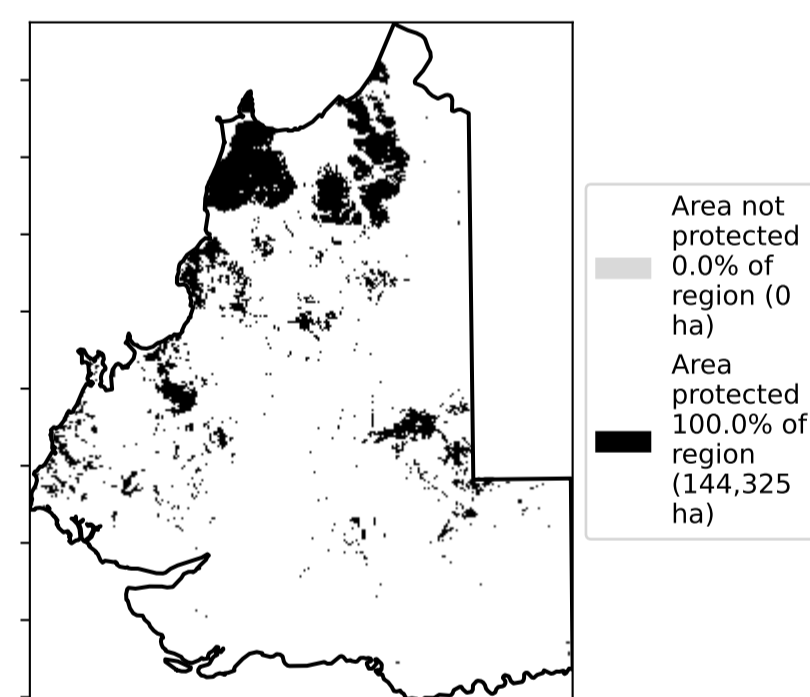 Area not
protected
0.0% of
region (0
ha)
Area
protected
100.0% of
region
(144,325
ha)